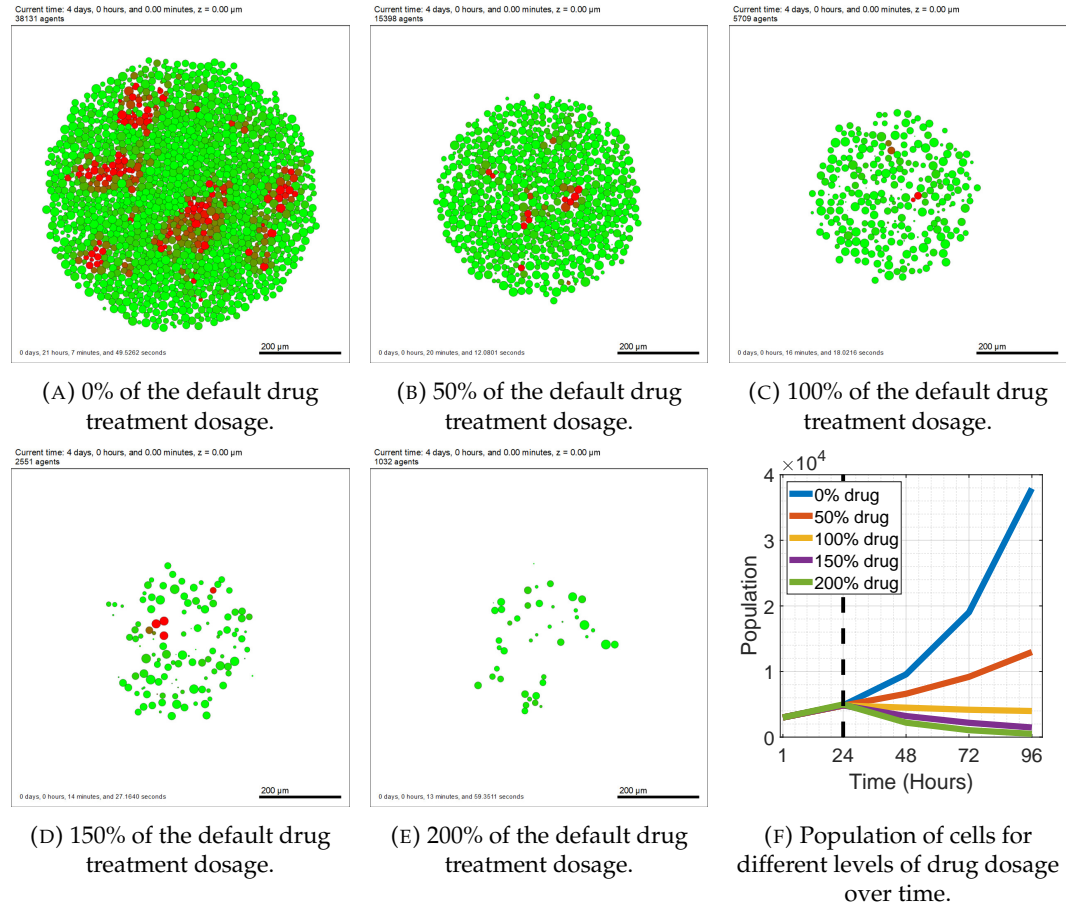 Current time: 4 days, 0 hours, and 0.00 minutes, z = 0.00 μm
38131 agents
0 days, 21 hours, 7 minutes, and 49.5262 seconds
200 μm
(A) 0% of the default drug
treatment dosage.
Current time: 4 days, 0 hours, and 0.00 minutes, z = 0.00 μm
15398 agents
0 days, 0 hours, 20 minutes, and 12.0801 seconds
200 μm
(B) 50% of the default drug
treatment dosage.
Current time: 4 days, 0 hours, and 0.00 minutes, z = 0.00 μm
5709 agents
0 days, 0 hours, 16 minutes, and 18.0216 seconds
200 μm
(C) 100% of the default drug
treatment dosage.
Current time: 4 days, 0 hours, and 0.00 minutes, z = 0.00 μm
2551 agents
0 days, 0 hours, 14 minutes, and 27.1640 seconds
200 μm
(D) 150% of the default drug
treatment dosage.
Current time: 4 days, 0 hours, and 0.00 minutes, z = 0.00 μm
1032 agents
0 days, 0 hours, 13 minutes, and 59.3511 seconds
200 μm
(E) 200% of the default drug
treatment dosage.
×10⁴
4
3
2
1
0
Population
0% drug
50% drug
100% drug
150% drug
200% drug
1 24 48 72 96
Time (Hours)
(F) Population of cells for
different levels of drug dosage
over time.